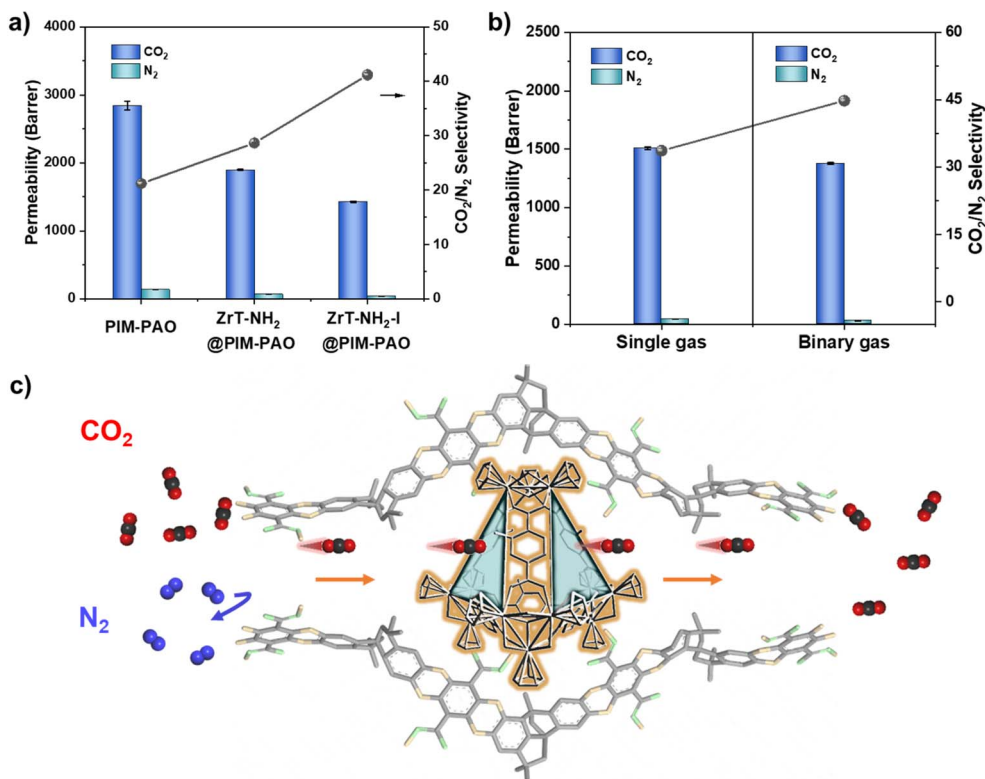 a)
Permeability (Barrer)
4000
3000
2000
1000
0
CO₂
N₂
50
40
30
20
10
0
CO₂/N₂ Selectivity
PIM-PAO
ZrT-NH₂
@PIM-PAO
ZrT-NH₂-I
@PIM-PAO
b)
Permeability (Barrer)
2500
2000
1500
1000
500
0
CO₂
N₂
CO₂
N₂
60
45
30
15
0
CO₂/N₂ Selectivity
Single gas
Binary gas
c)
CO₂
N₂